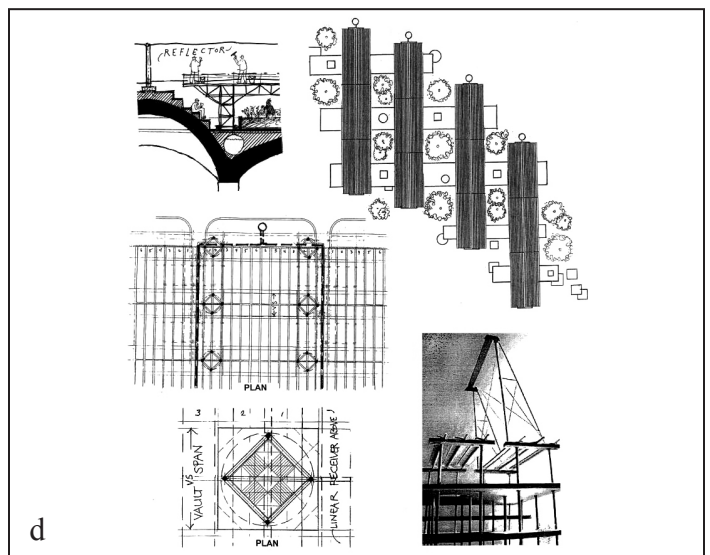 REFLECTOR
PLAN
3 2 1
VAULT SPAN
VS
LINEAR RECEIVER ABOVE
PLAN
d